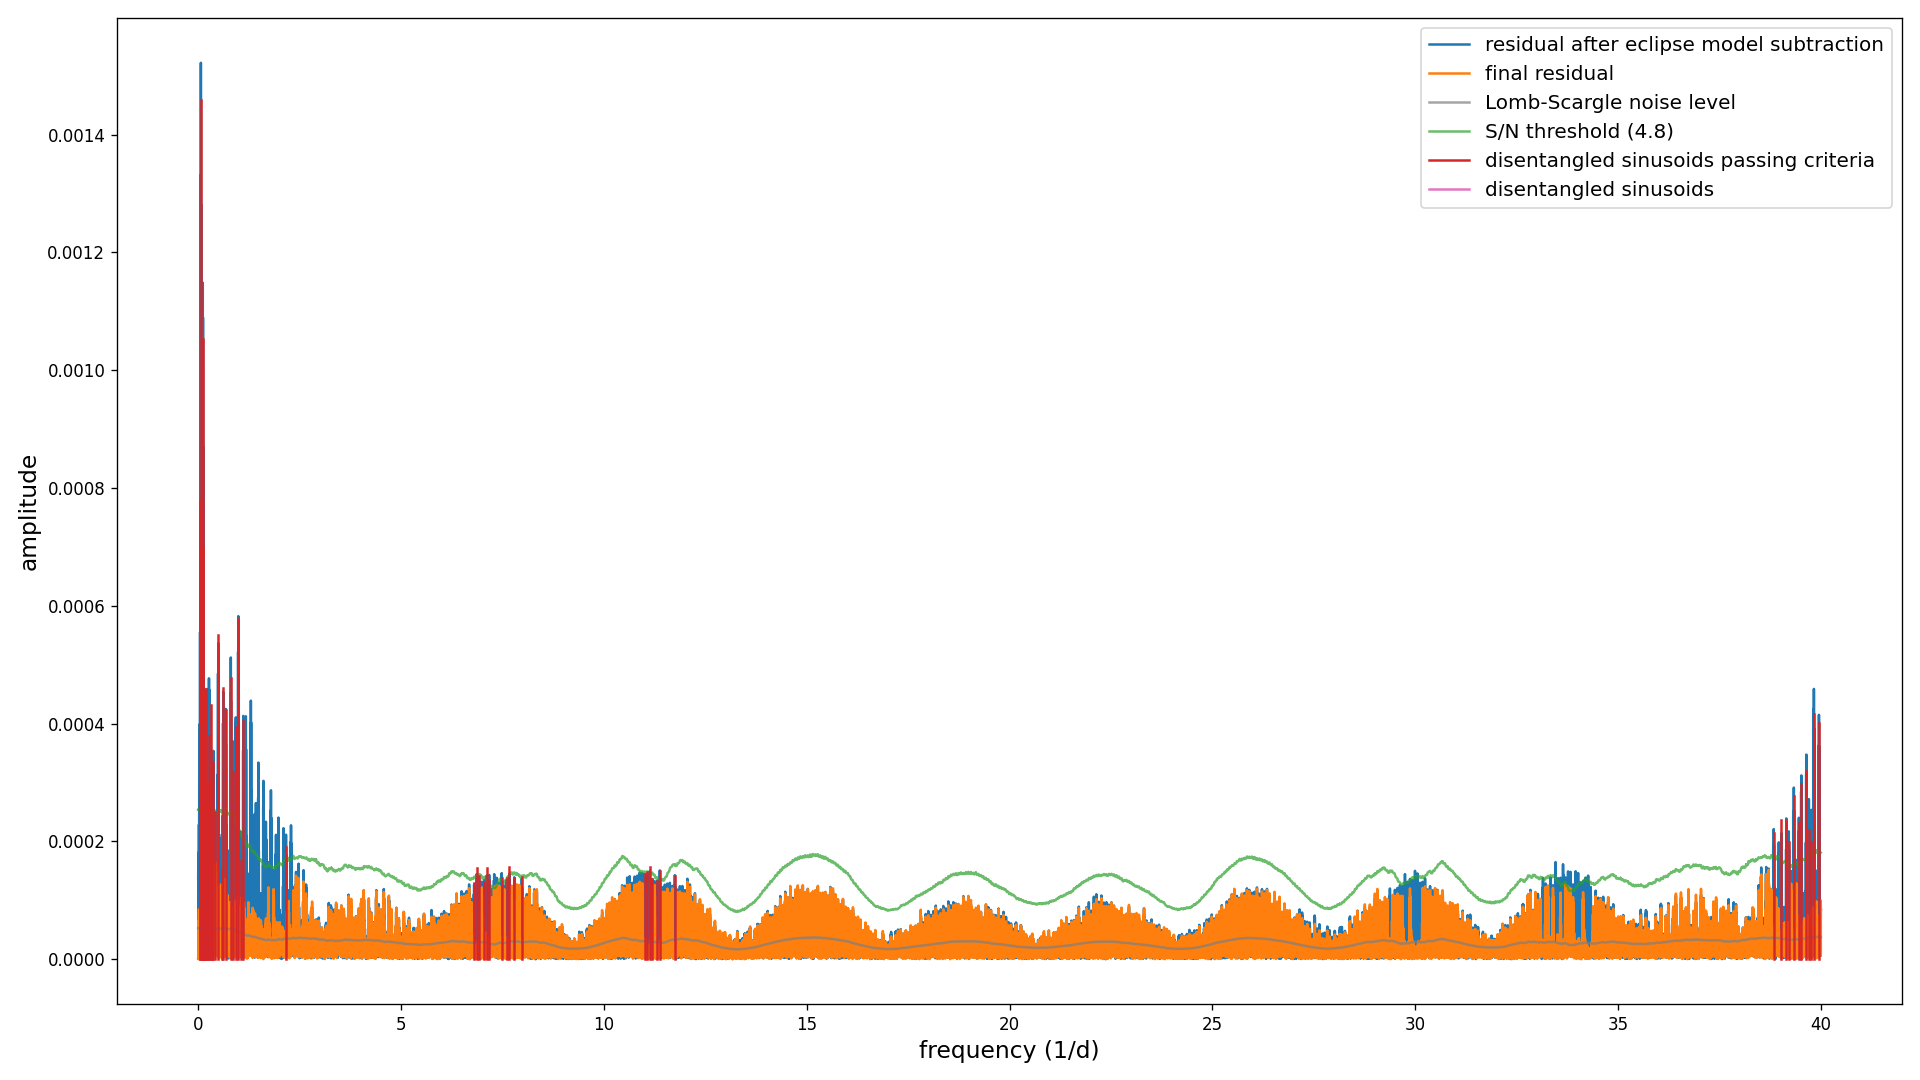 residual after eclipse model subtraction
final residual
Lomb-Scargle noise level
S/N threshold (4.8)
disentangled sinusoids passing criteria
disentangled sinusoids
0.0014
0.0012
0.0010
0.0008
0.0006
0.0004
0.0002
0.0000
amplitude
0 5 10 15 20 25 30 35 40
frequency (1/d)